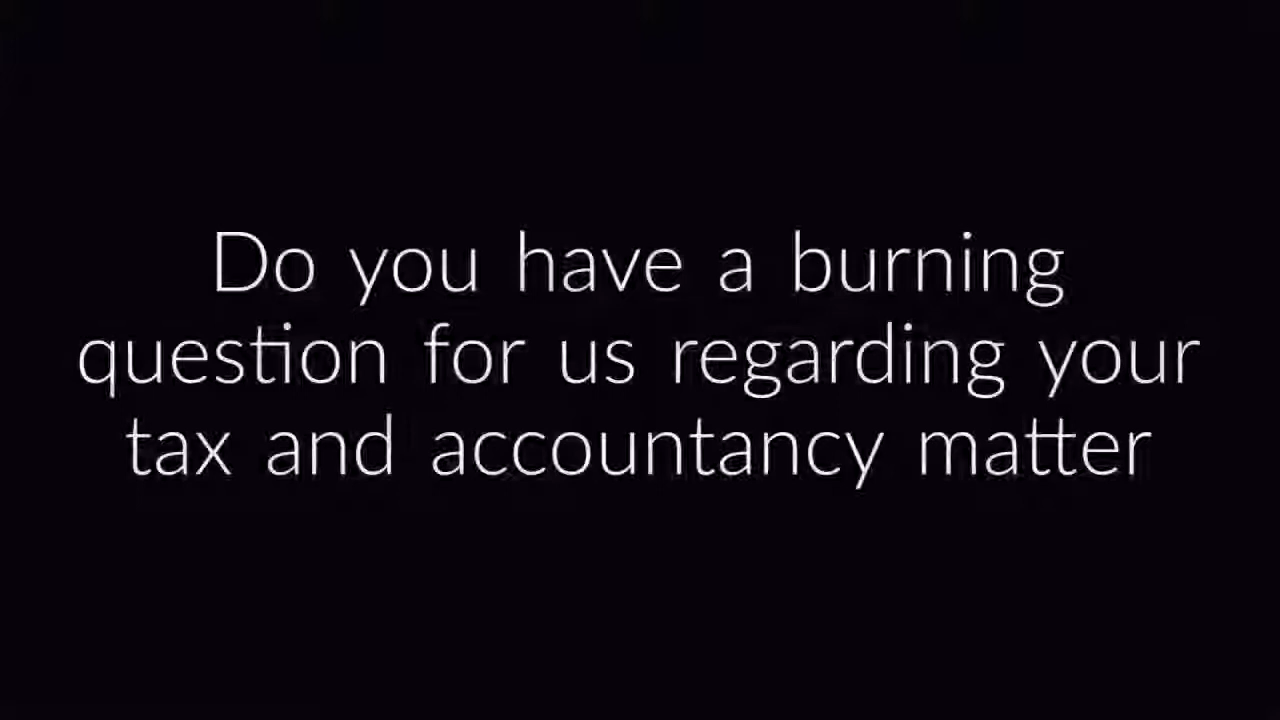 Do you have a burning
question for us regarding your
tax and accountancy matter